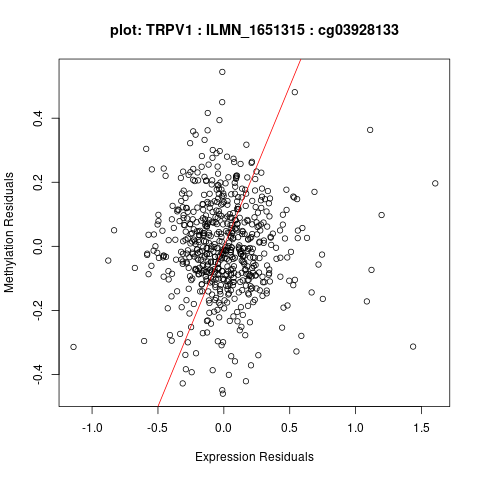 plot: TRPV1 : ILMN_1651315 : cg03928133
Methylation Residuals
0.4
0.2
0.0
-0.2
-0.4
-1.0 -0.5 0.0 0.5 1.0 1.5
Expression Residuals